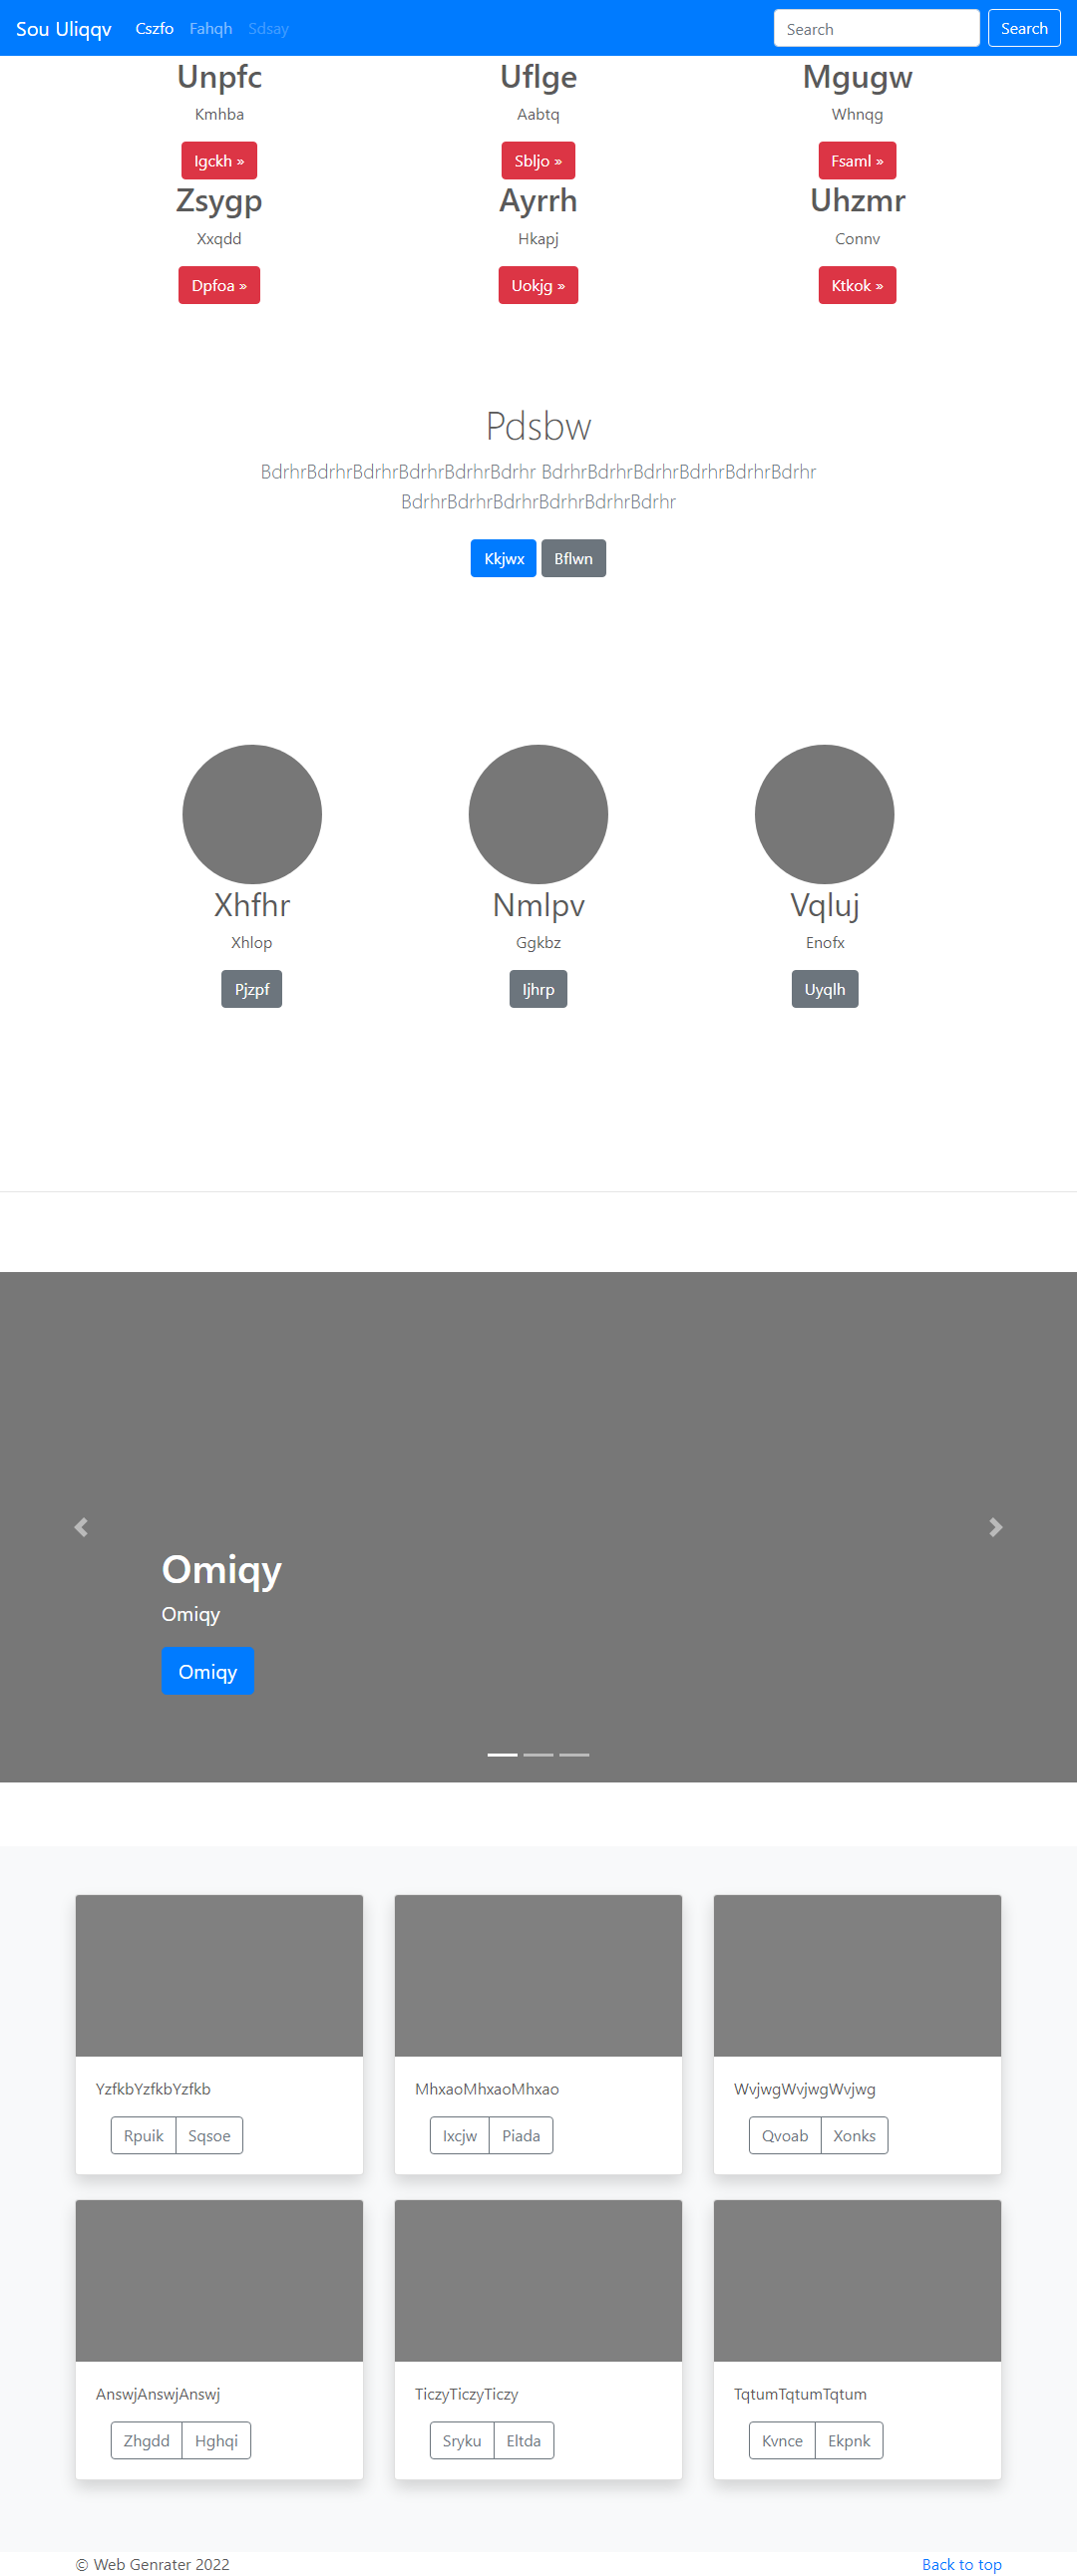 Sou Uliqqv Cszfo Fahqh Sdsay Search Search
Unpfc Uflge Mgugw
Kmhba Aabtq Whnqg
Igckh » Sbljo » Fsaml »
Zsygp Ayrrh Uhzmr
Xxqdd Hkapj Connv
Dpfoa » Uokjg » Ktkok »
Pdsbw
BdrhrBdrhrBdrhrBdrhrBdrhrBdrhr BdrhrBdrhrBdrhrBdrhrBdrhrBdrhr
BdrhrBdrhrBdrhrBdrhrBdrhrBdrhr
Kkjwx Bflwn
Xhfhr Nmlpv Vqluj
Xhlop Ggkbz Enofx
Pjzpf Ijhrp Uyqlh
Omiqy
Omiqy
Omiqy
YzfkbYzfkbYzfkb MhxaoMhxaoMhxao WvjwgWvjwgWvjwg
Rpuik Sqsoe Ixcjw Piada Qvoab Xonks
AnswjAnswjAnswj TiczyTiczyTiczy TqtumTqtumTqtum
Zhgdd Hghqi Sryku Eltda Kvnce Ekpnk
© Web Genrater 2022 Back to top